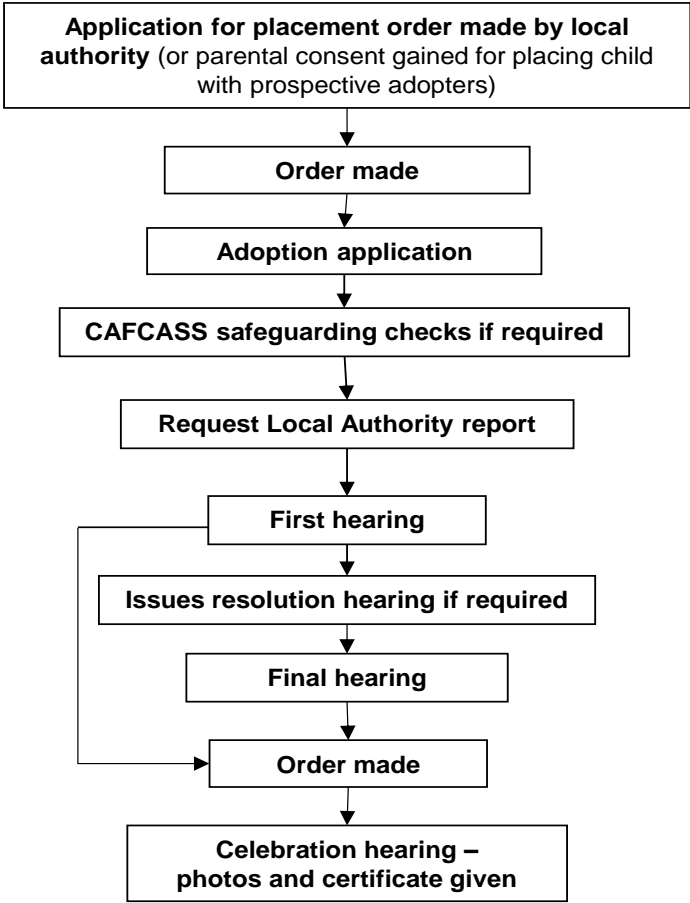 Application for placement order made by local
authority (or parental consent gained for placing child
with prospective adopters)
Order made
Adoption application
CAFCASS safeguarding checks if required
Request Local Authority report
First hearing
Issues resolution hearing if required
Final hearing
Order made
Celebration hearing –
photos and certificate given